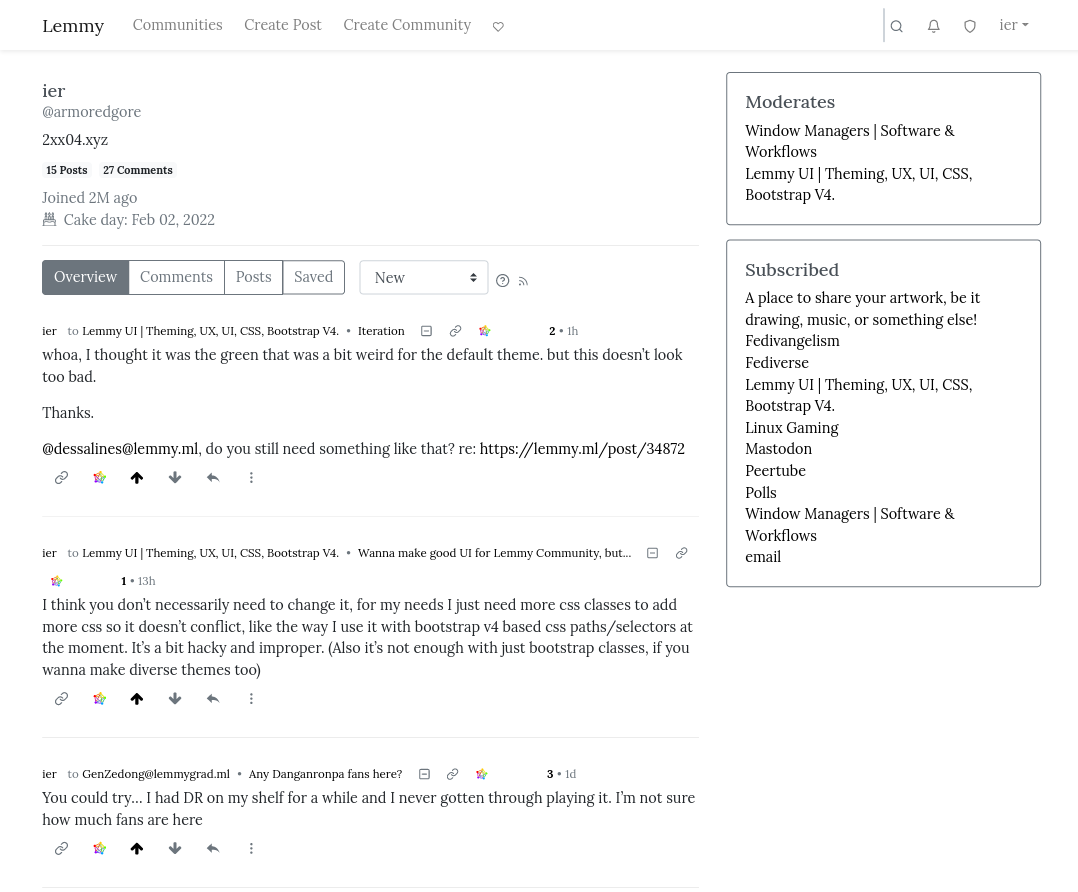 Lemmy Communities Create Post Create Community ier
ier
@armoredgore
2xx04.xyz
15 Posts 27 Comments
Joined 2M ago
Cake day: Feb 02, 2022
Overview Comments Posts Saved New
ier to Lemmy UI | Theming, UX, UI, CSS, Bootstrap V4. • Iteration 2 • 1h
whoa, I thought it was the green that was a bit weird for the default theme. but this doesn't look
too bad.
Thanks.
@dessalines@lemmy.ml, do you still need something like that? re: https://lemmy.ml/post/34872
ier to Lemmy UI | Theming, UX, UI, CSS, Bootstrap V4. • Wanna make good UI for Lemmy Community, but...
1 • 13h
I think you don't necessarily need to change it, for my needs I just need more css classes to add
more css so it doesn't conflict, like the way I use it with bootstrap v4 based css paths/selectors at
the moment. It's a bit hacky and improper. (Also it's not enough with just bootstrap classes, if you
wanna make diverse themes too)
ier to GenZedong@lemmygrad.ml • Any Danganronpa fans here? 3 • 1d
You could try... I had DR on my shelf for a while and I never gotten through playing it. I'm not sure
how much fans are here
Moderates
Window Managers | Software &
Workflows
Lemmy UI | Theming, UX, UI, CSS,
Bootstrap V4.
Subscribed
A place to share your artwork, be it
drawing, music, or something else!
Fedivangelism
Fediverse
Lemmy UI | Theming, UX, UI, CSS,
Bootstrap V4.
Linux Gaming
Mastodon
Peertube
Polls
Window Managers | Software &
Workflows
email